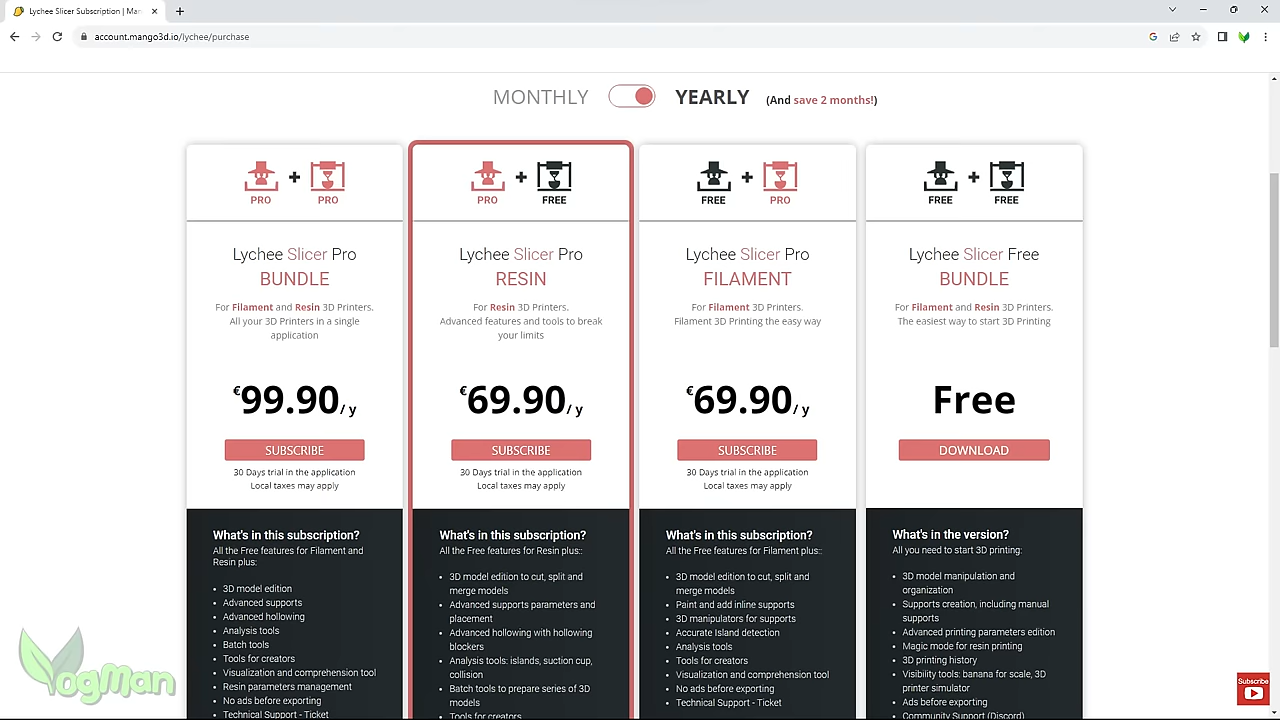 Lychee Slicer Subscription | Man
account.mango3d.io/lychee/purchase
MONTHLY YEARLY (And save 2 months!)
PRO + PRO
Lychee Slicer Pro
BUNDLE
For Filament and Resin 3D Printers.
All your 3D Printers in a single
application
€99.90/ y
SUBSCRIBE
30 Days trial in the application
Local taxes may apply
What's in this subscription?
All the Free features for Filament and
Resin plus:
• 3D model edition
• Advanced supports
• Advanced hollowing
• Analysis tools
• Batch tools
• Tools for creators
• Visualization and comprehension tool
• Resin parameters management
• No ads before exporting
• Technical Support - Ticket
PRO + FREE
Lychee Slicer Pro
RESIN
For Resin 3D Printers.
Advanced features and tools to break
your limits
€69.90/ y
SUBSCRIBE
30 Days trial in the application
Local taxes may apply
What's in this subscription?
All the Free features for Resin plus::
• 3D model edition to cut, split and
merge models
• Advanced supports parameters and
placement
• Advanced hollowing with hollowing
blockers
• Analysis tools: islands, suction cup,
collision
• Batch tools to prepare series of 3D
models
• Tools for creators
FREE + PRO
Lychee Slicer Pro
FILAMENT
For Filament 3D Printers.
Filament 3D Printing the easy way
€69.90/ y
SUBSCRIBE
30 Days trial in the application
Local taxes may apply
What's in this subscription?
All the Free features for Filament plus::
• 3D model edition to cut, split and
merge models
• Paint and add inline supports
• 3D manipulators for supports
• Accurate Island detection
• Analysis tools
• Tools for creators
• Visualization and comprehension tool
• No ads before exporting
• Technical Support - Ticket
FREE + FREE
Lychee Slicer Free
BUNDLE
For Filament and Resin 3D Printers.
The easiest way to start 3D Printing
Free
DOWNLOAD
What's in the version?
All you need to start 3D printing:
• 3D model manipulation and
organization
• Supports creation, including manual
supports
• Advanced printing parameters edition
• Magic mode for resin printing
• 3D printing history
• Visibility tools: banana for scale, 3D
printer simulator
• Ads before exporting
• Community Support (Discord)
YogMan
Subscribe